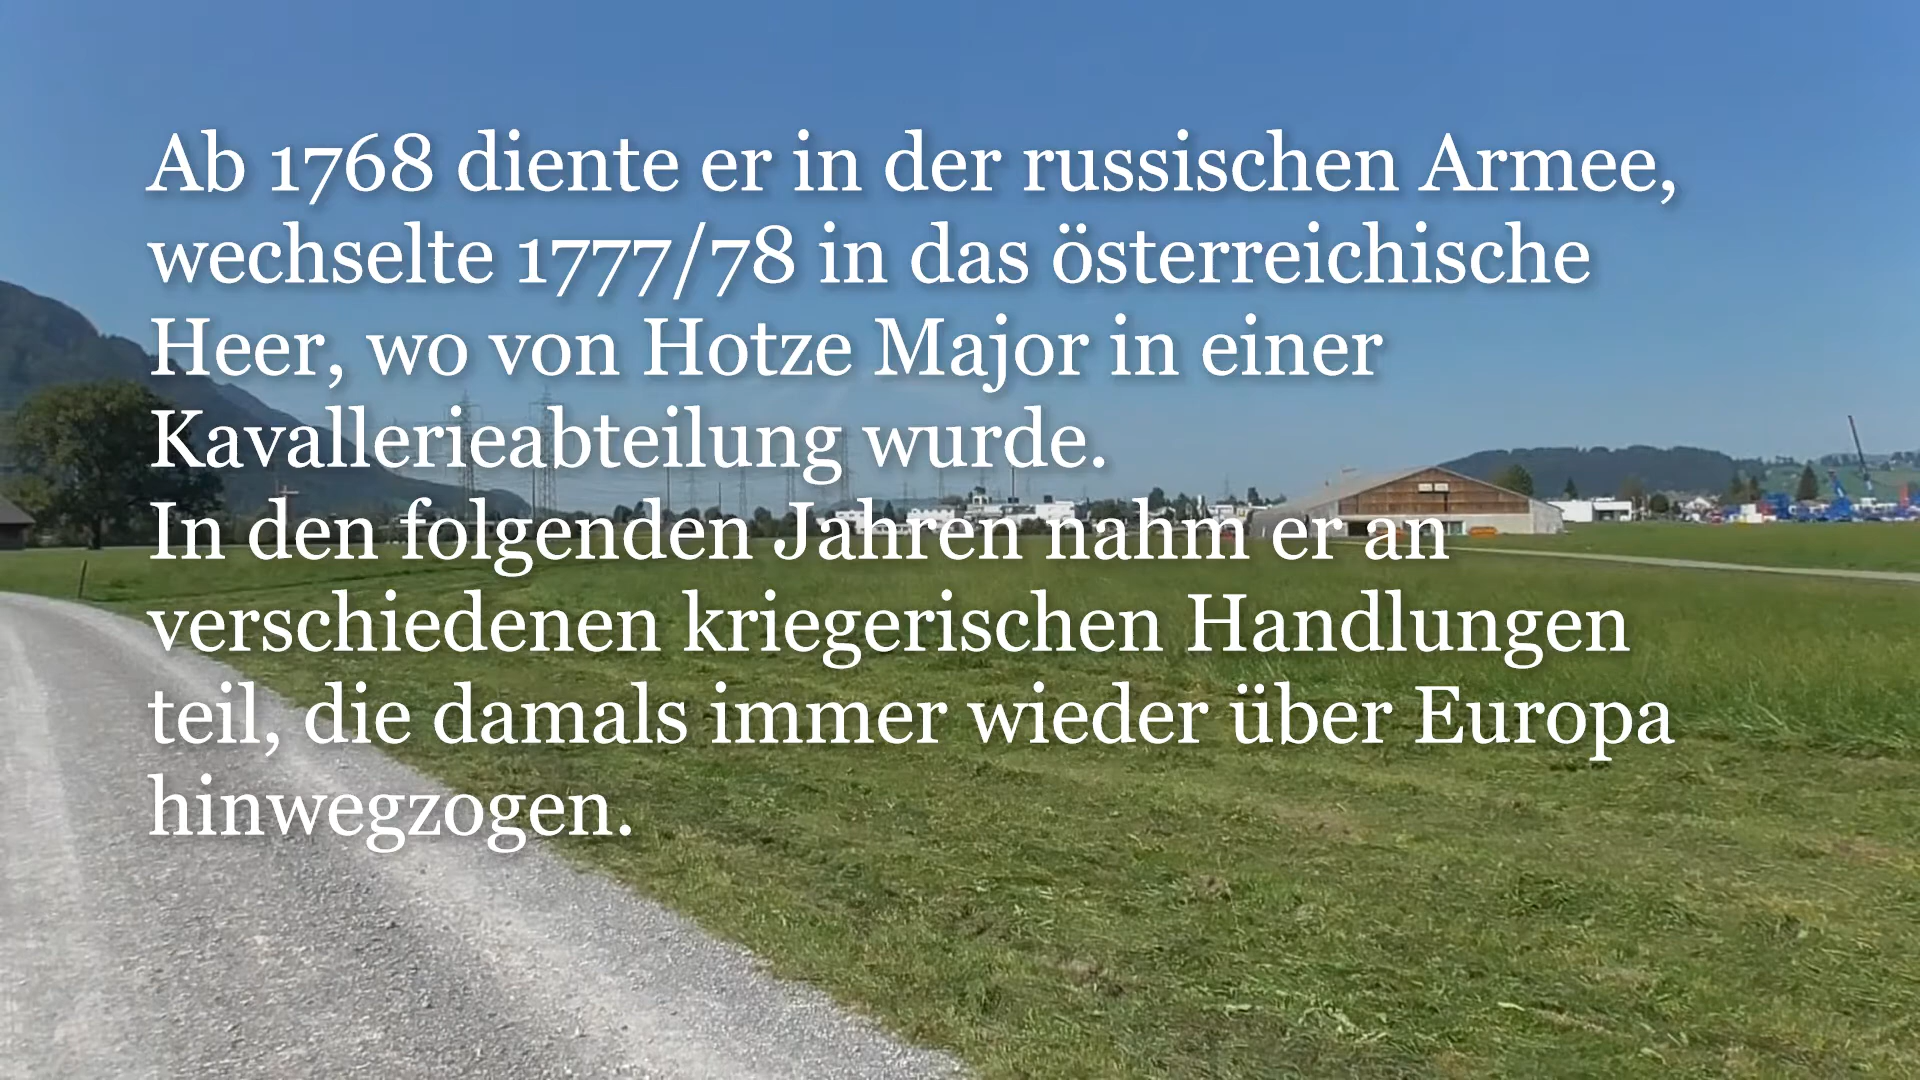 Ab 1768 diente er in der russischen Armee,
wechselte 1777/78 in das österreichische
Heer, wo von Hotze Major in einer
Kavallerieabteilung wurde.
In den folgenden Jahren nahm er an
verschiedenen kriegerischen Handlungen
teil, die damals immer wieder über Europa
hinwegzogen.